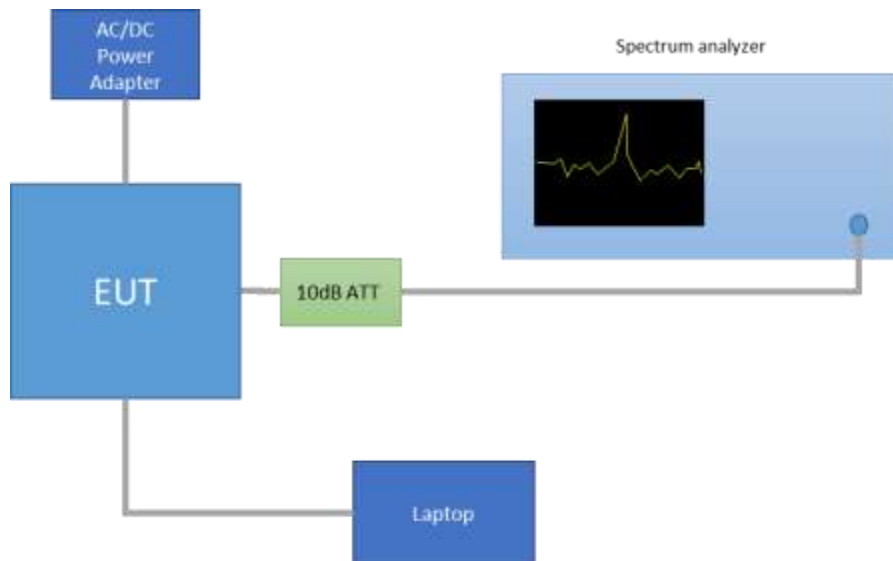 AC/DC
Power
Adapter
Spectrum analyzer
EUT
10dB ATT
Laptop